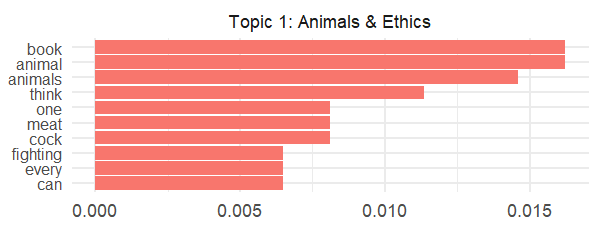 Topic 1: Animals & Ethics
book
animal
animals
think
one
meat
cock
fighting
every
can
0.000 0.005 0.010 0.015